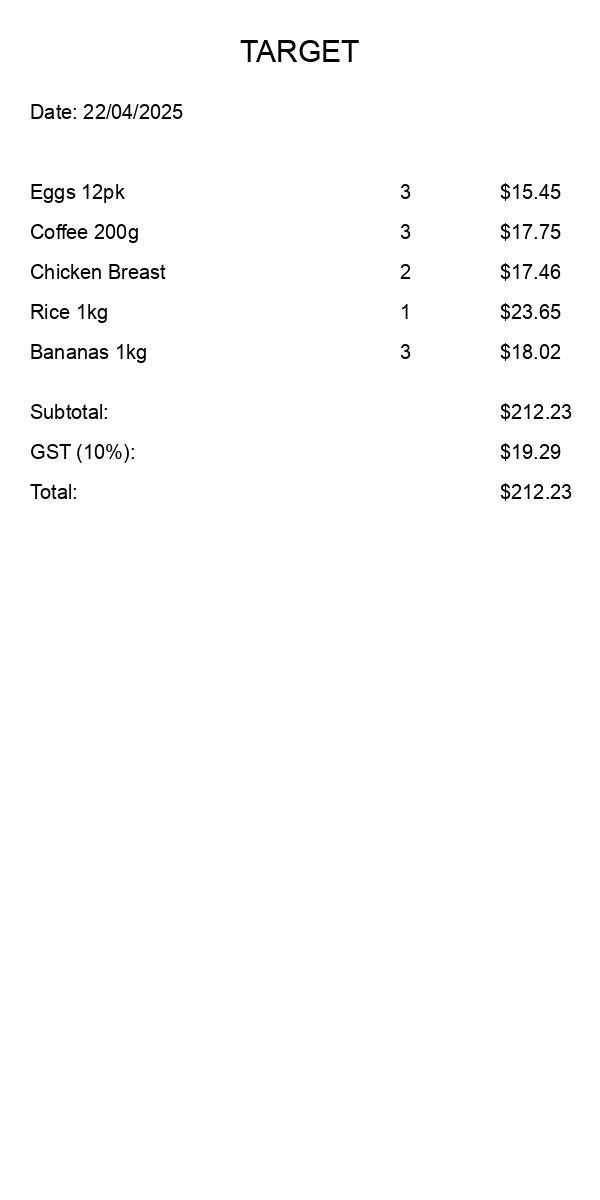 TARGET
Date: 22/04/2025
Eggs 12pk 3 $15.45
Coffee 200g 3 $17.75
Chicken Breast 2 $17.46
Rice 1kg 1 $23.65
Bananas 1kg 3 $18.02
Subtotal: $212.23
GST (10%): $19.29
Total: $212.23